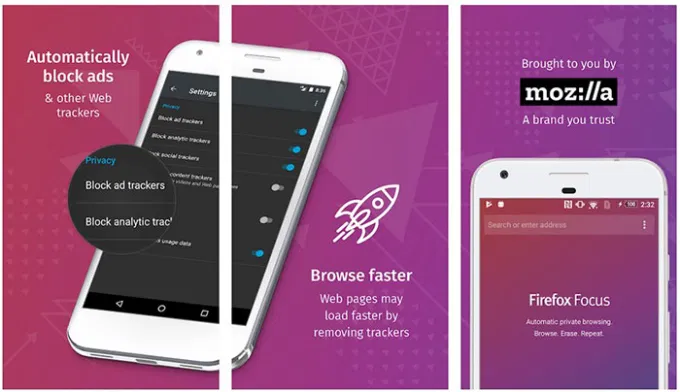 Automatically
block ads
& other Web
trackers
Settings
Privacy
Block ad trackers
Block analytic trackers
social trackers
content trackers
usage data
Privacy
Block ad trackers
Block analytic trac
Browse faster
Web pages may
load faster by
removing trackers
Brought to you by
moz://a
A brand you trust
2:32
Search or enter address
Firefox Focus
Automatic private browsing.
Browse. Erase. Repeat.